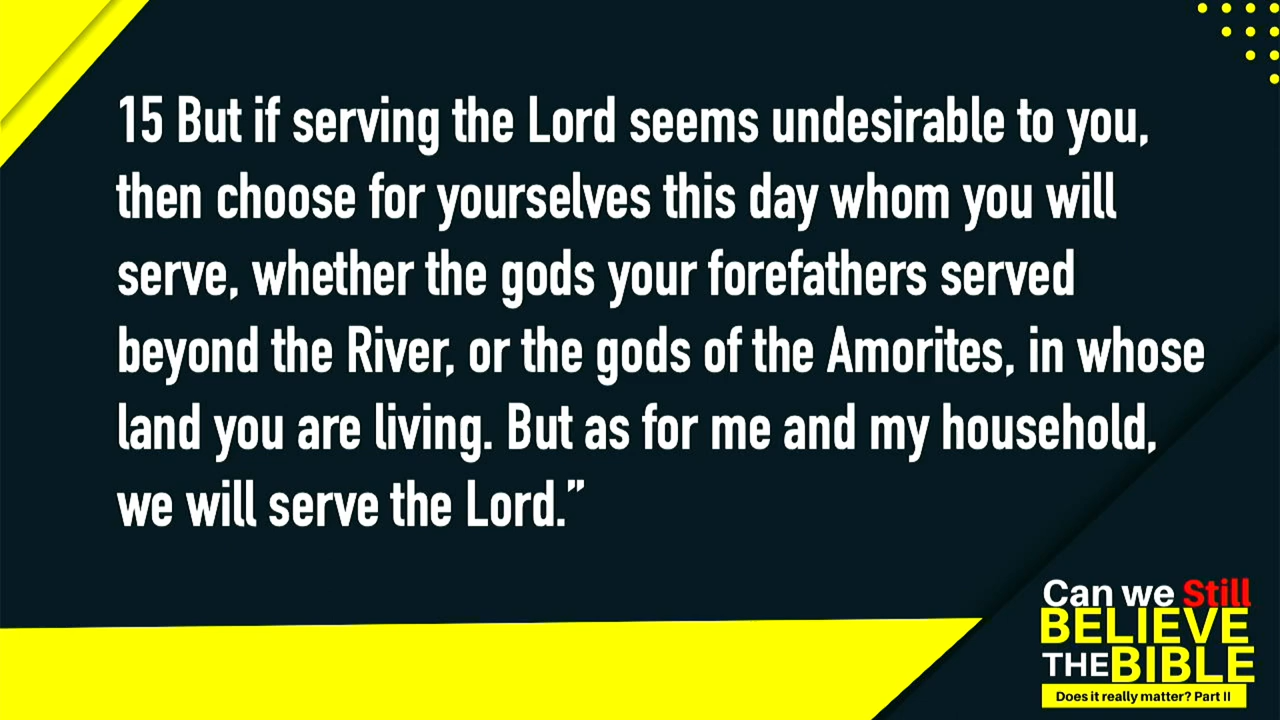 15 But if serving the Lord seems undesirable to you,
then choose for yourselves this day whom you will
serve, whether the gods your forefathers served
beyond the River, or the gods of the Amorites, in whose
land you are living. But as for me and my household,
we will serve the Lord.”
Can we Still
BELIEVE
THE BIBLE
Does it really matter? Part II